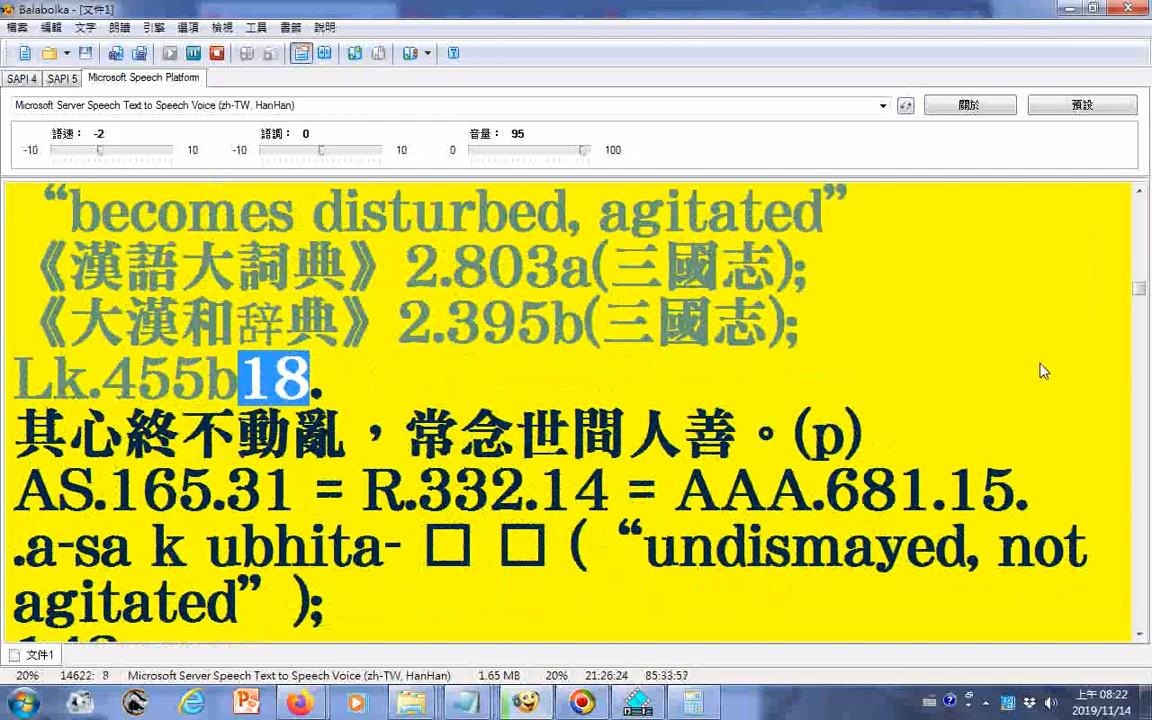 Balabolka - [文件1]
檔案 編輯 文字 朗讀 引擎 選項 檢視 工具 書籤 說明
SAPI 4 SAPI 5 Microsoft Speech Platform
Microsoft Server Speech Text to Speech Voice (zh-TW, HanHan) 關於 預設
語速： -2 語調： 0 音量： 95
-10 10 -10 10 0 100
“becomes disturbed, agitated”
《漢語大詞典》 2.803a(三國志);
《大漢和辞典》 2.395b(三國志);
Lk.455b18.
其心終不動亂，常念世間人善。(p)
AS.165.31 = R.332.14 = AAA.681.15.
.a-sa k ubhita- □ □ ( “undismayed, not
agitated” );
文件1
20% 14622: 8 Microsoft Server Speech Text to Speech Voice (zh-TW, HanHan) 1.65 MB 20% 21:26:24 85:33:57
上午 08:22
2019/11/14